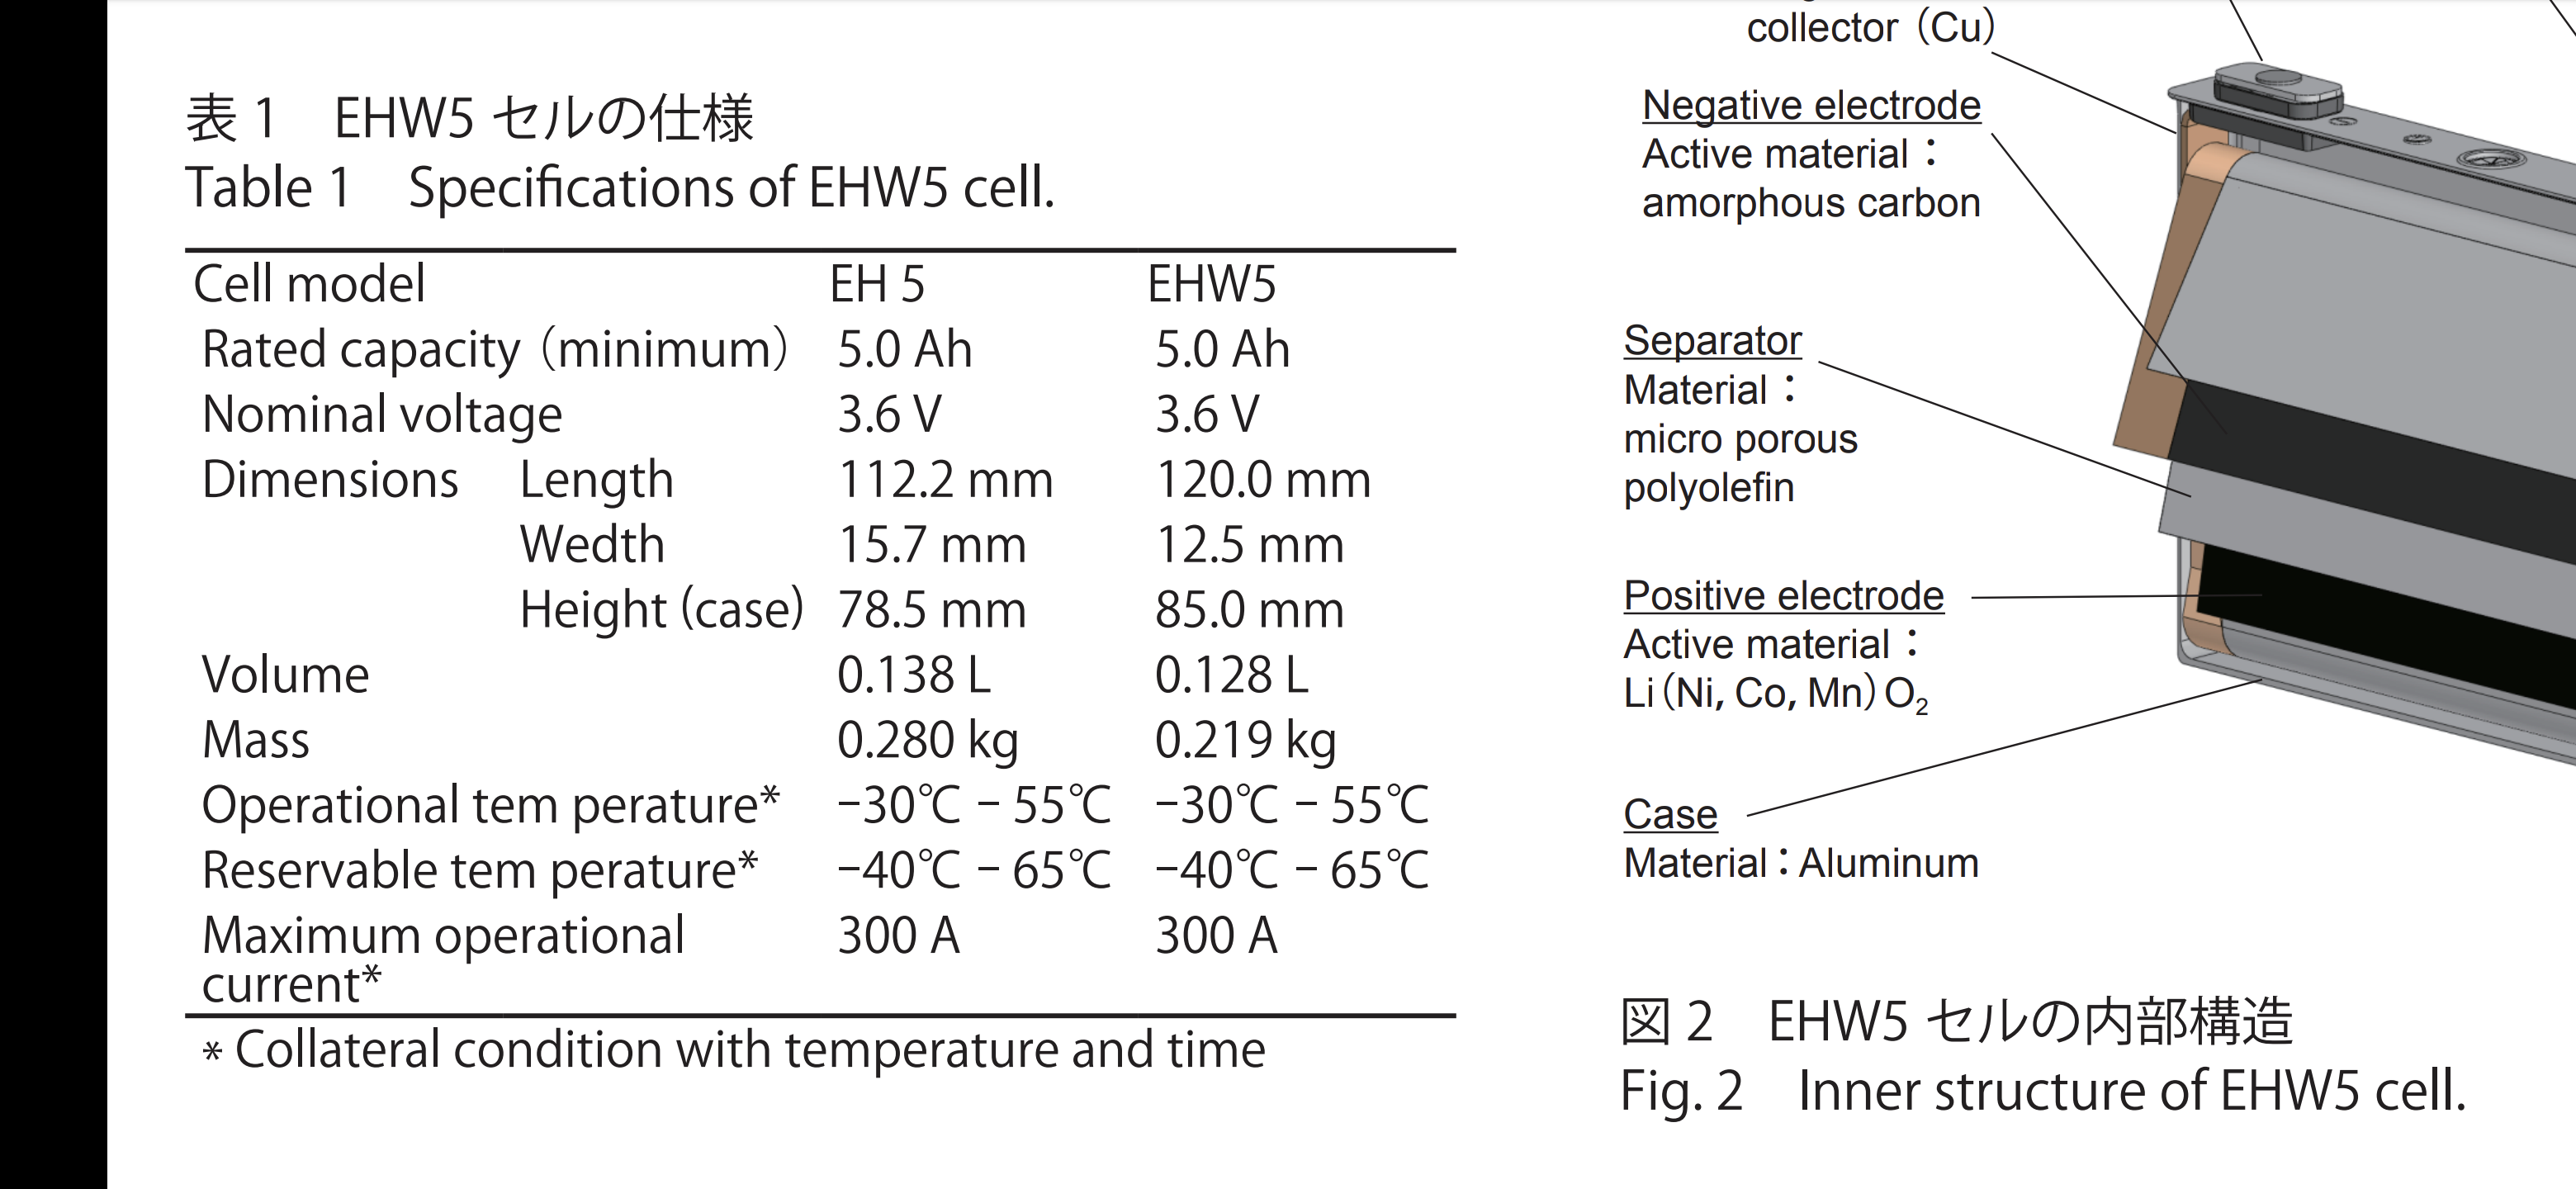 表 1　EHW5 セルの仕様
Table 1　Specifications of EHW5 cell.
Cell model EH 5 EHW5
Rated capacity（minimum） 5.0 Ah 5.0 Ah
Nominal voltage 3.6 V 3.6 V
Dimensions Length 112.2 mm 120.0 mm
Wedth 15.7 mm 12.5 mm
Height (case) 78.5 mm 85.0 mm
Volume 0.138 L 0.128 L
Mass 0.280 kg 0.219 kg
Operational tem perature* −30℃ − 55℃ −30℃ − 55℃
Reservable tem perature* −40℃ − 65℃ −40℃ − 65℃
Maximum operational 300 A 300 A
current*
* Collateral condition with temperature and time
collector（Cu）
Negative electrode
Active material：
amorphous carbon
Separator
Material：
micro porous
polyolefin
Positive electrode
Active material：
Li（Ni, Co, Mn）O₂
Case
Material：Aluminum
図 2　EHW5 セルの内部構造
Fig. 2　Inner structure of EHW5 cell.